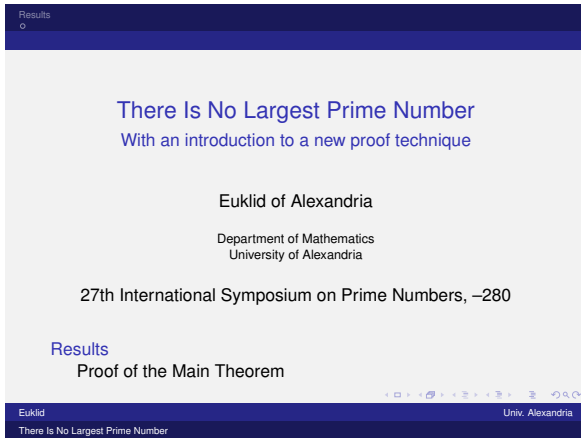 Results
There Is No Largest Prime Number
With an introduction to a new proof technique
Euklid of Alexandria
Department of Mathematics
University of Alexandria
27th International Symposium on Prime Numbers, –280
Results
Proof of the Main Theorem
Euklid Univ. Alexandria
There Is No Largest Prime Number